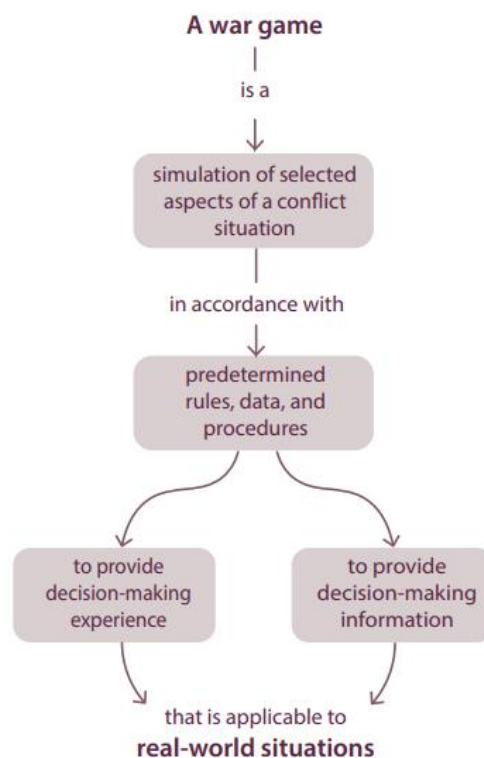 A war game
is a
simulation of selected
aspects of a conflict
situation
in accordance with
predetermined
rules, data, and
procedures
to provide
decision-making
experience
to provide
decision-making
information
that is applicable to
real-world situations